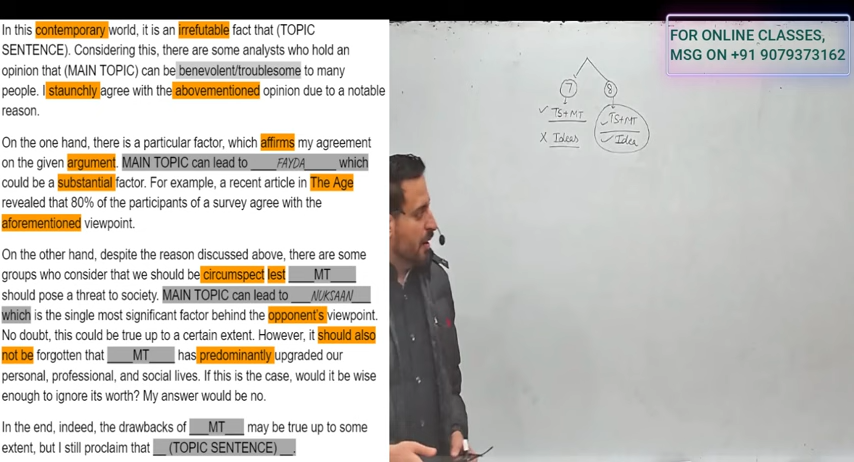 In this contemporary world, it is an irrefutable fact that (TOPIC
SENTENCE). Considering this, there are some analysts who hold an
opinion that (MAIN TOPIC) can be benevolent/troublesome to many
people. I staunchly agree with the abovementioned opinion due to a notable
reason.
On the one hand, there is a particular factor, which affirms my agreement
on the given argument. MAIN TOPIC can lead to ____FAYDA_____ which
could be a substantial factor. For example, a recent article in The Age
revealed that 80% of the participants of a survey agree with the
aforementioned viewpoint.
On the other hand, despite the reason discussed above, there are some
groups who consider that we should be circumspect lest ____MT____
should pose a threat to society. MAIN TOPIC can lead to ___NUKSAAN___
which is the single most significant factor behind the opponent's viewpoint.
No doubt, this could be true up to a certain extent. However, it should also
not be forgotten that ____MT____ has predominantly upgraded our
personal, professional, and social lives. If this is the case, would it be wise
enough to ignore its worth? My answer would be no.
In the end, indeed, the drawbacks of ___MT___ may be true up to some
extent, but I still proclaim that __(TOPIC SENTENCE)__.
FOR ONLINE CLASSES,
MSG ON +91 9079373162
7 8
✓ TS+MT ✓ TS+MT
X Ideas ✓ Idea